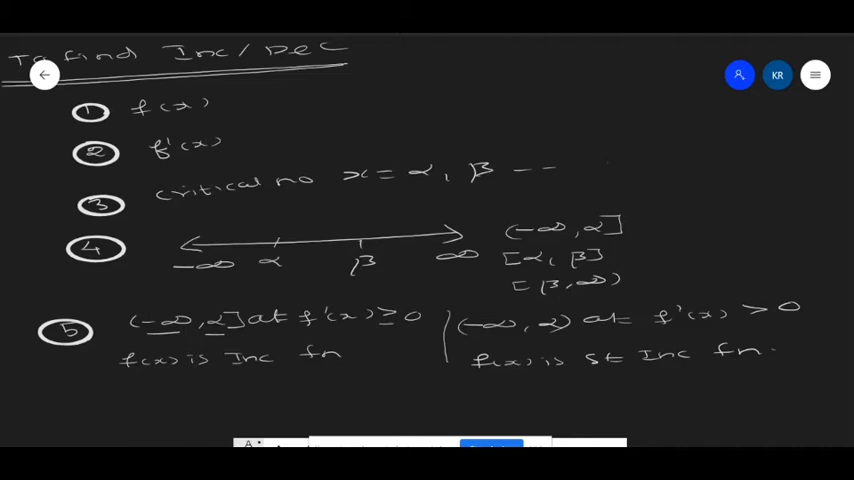 To find Inc/Dec
KR
① f(x)
② f'(x)
③ critical no x = α, β --
④ -∞ α β ∞
(-∞, α]
[α, β]
[β, ∞)
⑤ (-∞, α] at f'(x) ≥ 0 | (-∞, α) at f'(x) > 0
f(x) is Inc fn | f(x) is st Inc fn.